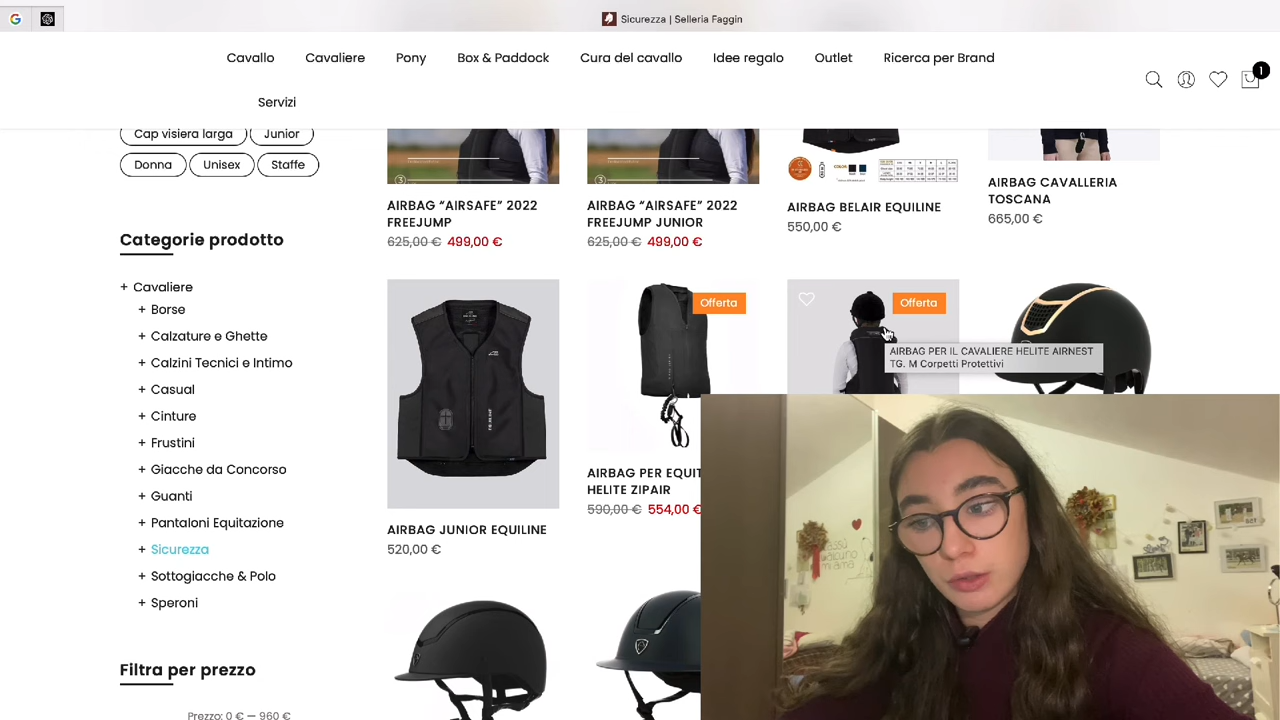 Sicurezza | Selleria Faggin
Cavallo
Cavaliere
Pony
Box & Paddock
Cura del cavallo
Idee regalo
Outlet
Ricerca per Brand
Servizi
1
Cap visiera larga
Junior
Donna
Unisex
Staffe
Categorie prodotto
+ Cavaliere
+ Borse
+ Calzature e Ghette
+ Calzini Tecnici e Intimo
+ Casual
+ Cinture
+ Frustini
+ Giacche da Concorso
+ Guanti
+ Pantaloni Equitazione
+ Sicurezza
+ Sottogiacche & Polo
+ Speroni
Filtra per prezzo
Prezzo: 0 € — 960 €
AIRBAG “AIRSAFE” 2022
FREEJUMP
625,00 € 499,00 €
AIRBAG “AIRSAFE” 2022
FREEJUMP JUNIOR
625,00 € 499,00 €
AIRBAG BELAIR EQUILINE
550,00 €
AIRBAG CAVALLERIA
TOSCANA
665,00 €
AIRBAG JUNIOR EQUILINE
520,00 €
Offerta
AIRBAG PER EQUIT
HELITE ZIPAIR
590,00 € 554,00 €
Offerta
AIRBAG PER IL CAVALIERE HELITE AIRNEST
TG. M Corpetti Protettivi